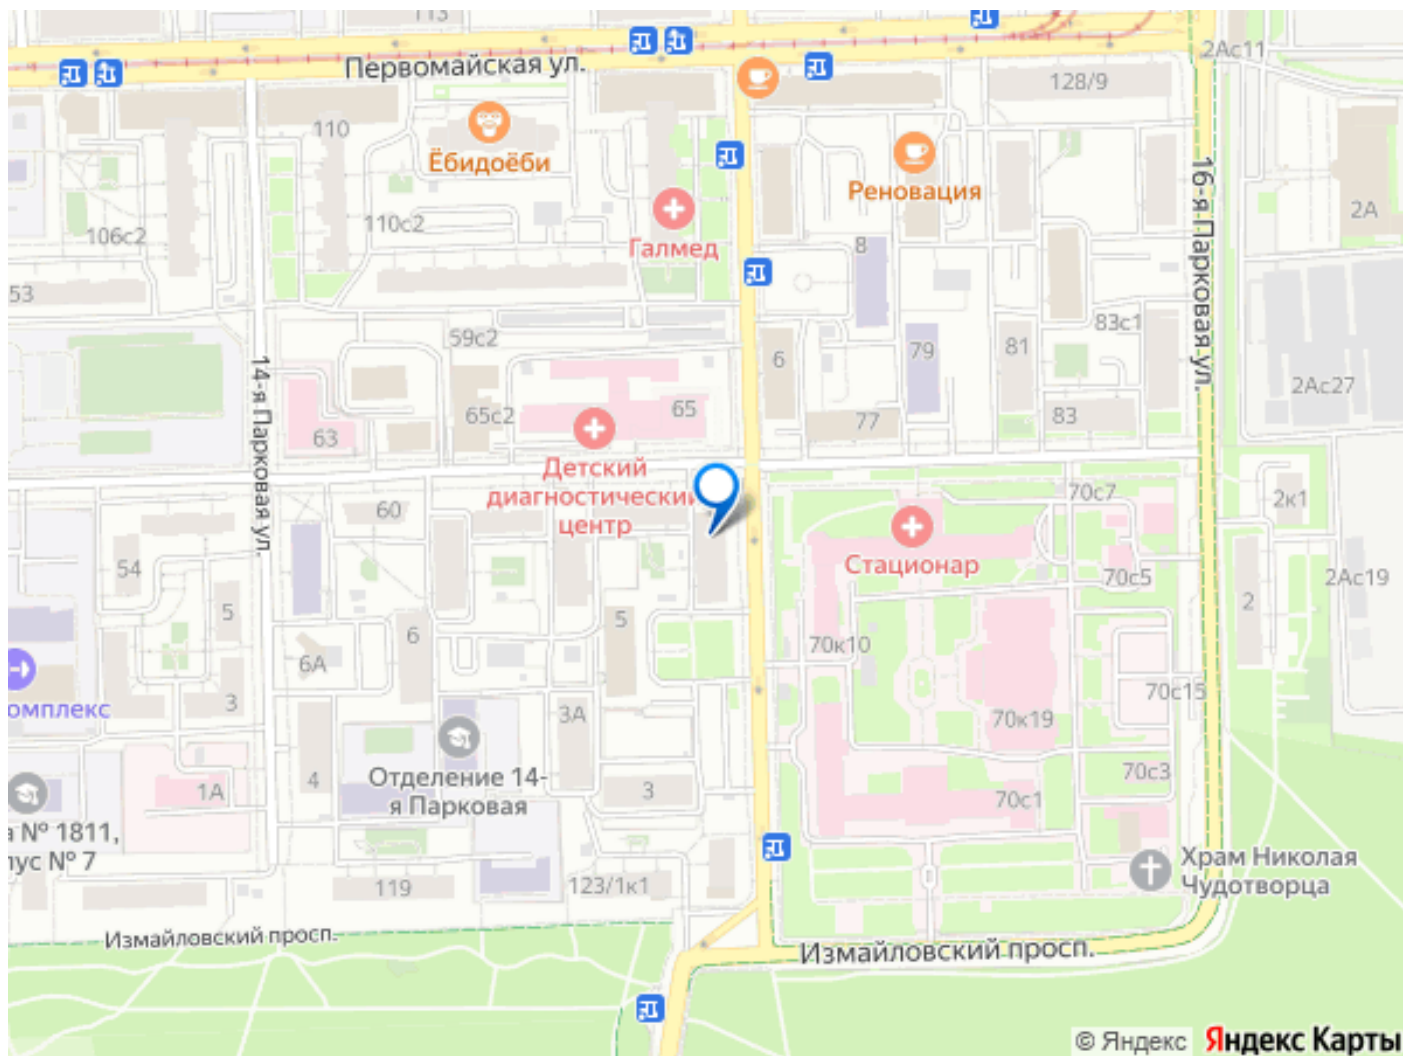 113
2Ас11
Первомайская ул.
128/9
110
Ёбидоёби
Реновация
16-я Парковая ул.
2А
110с2
106с2
Галмед
8
53
83с1
59с2
14-я Парковая ул.
6
79
81
2Ас27
65с2
65
63
77
83
Детский
диагностический
центр
70с7
2к1
60
Стационар
54
70с5
2Ас19
5
5
2
6
70к10
6А
3
70с15
омплекс
3А
70к19
Отделение 14-
я Парковая
4
3
70с3
1А
70с1
а № 1811,
пус № 7
Храм Николая
Чудотворца
119
123/1к1
Измайловский просп.
Измайловский просп.
© Яндекс Яндекс Карты